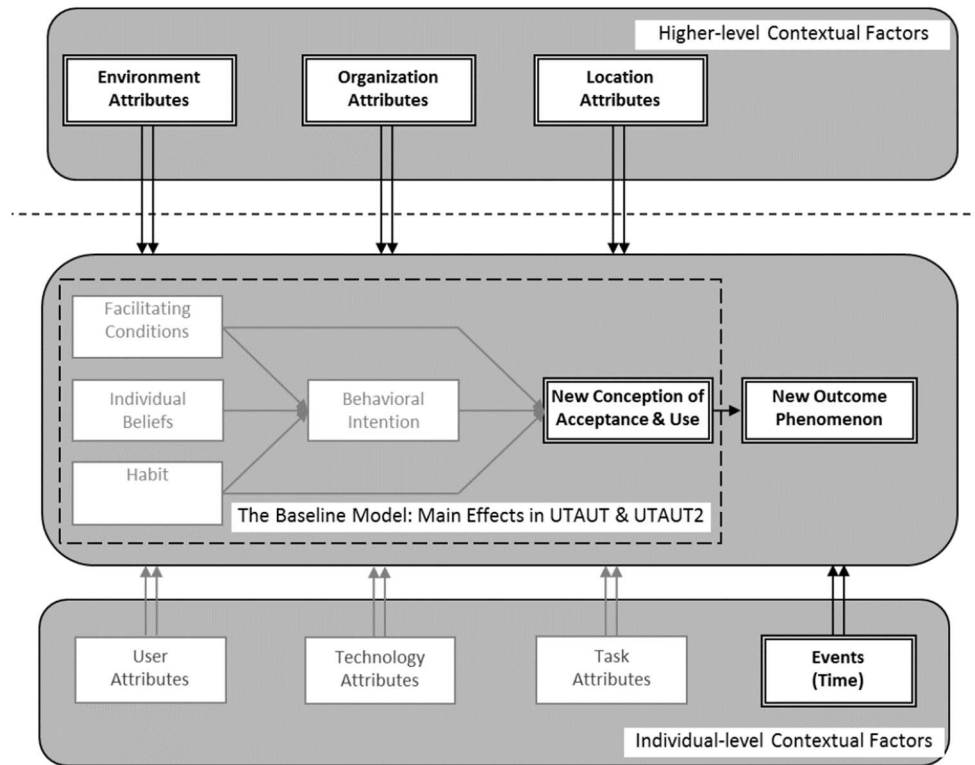 Higher-level Contextual Factors
Environment
Attributes
Organization
Attributes
Location
Attributes
Facilitating
Conditions
Individual
Beliefs
Habit
Behavioral
Intention
New Conception of
Acceptance & Use
New Outcome
Phenomenon
The Baseline Model: Main Effects in UTAUT & UTAUT2
User
Attributes
Technology
Attributes
Task
Attributes
Events
(Time)
Individual-level Contextual Factors